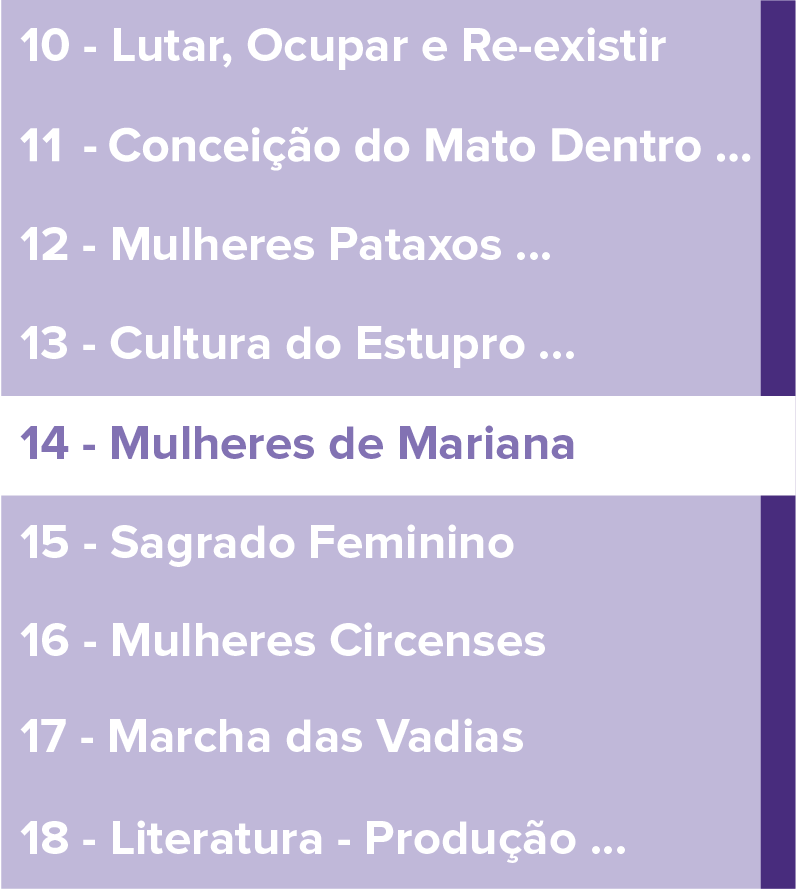 10 - Lutar, Ocupar e Re-existir
11 - Conceição do Mato Dentro ...
12 - Mulheres Pataxos ...
13 - Cultura do Estupro ...
14 - Mulheres de Mariana
15 - Sagrado Feminino
16 - Mulheres Circenses
17 - Marcha das Vadias
18 - Literatura - Produção ...